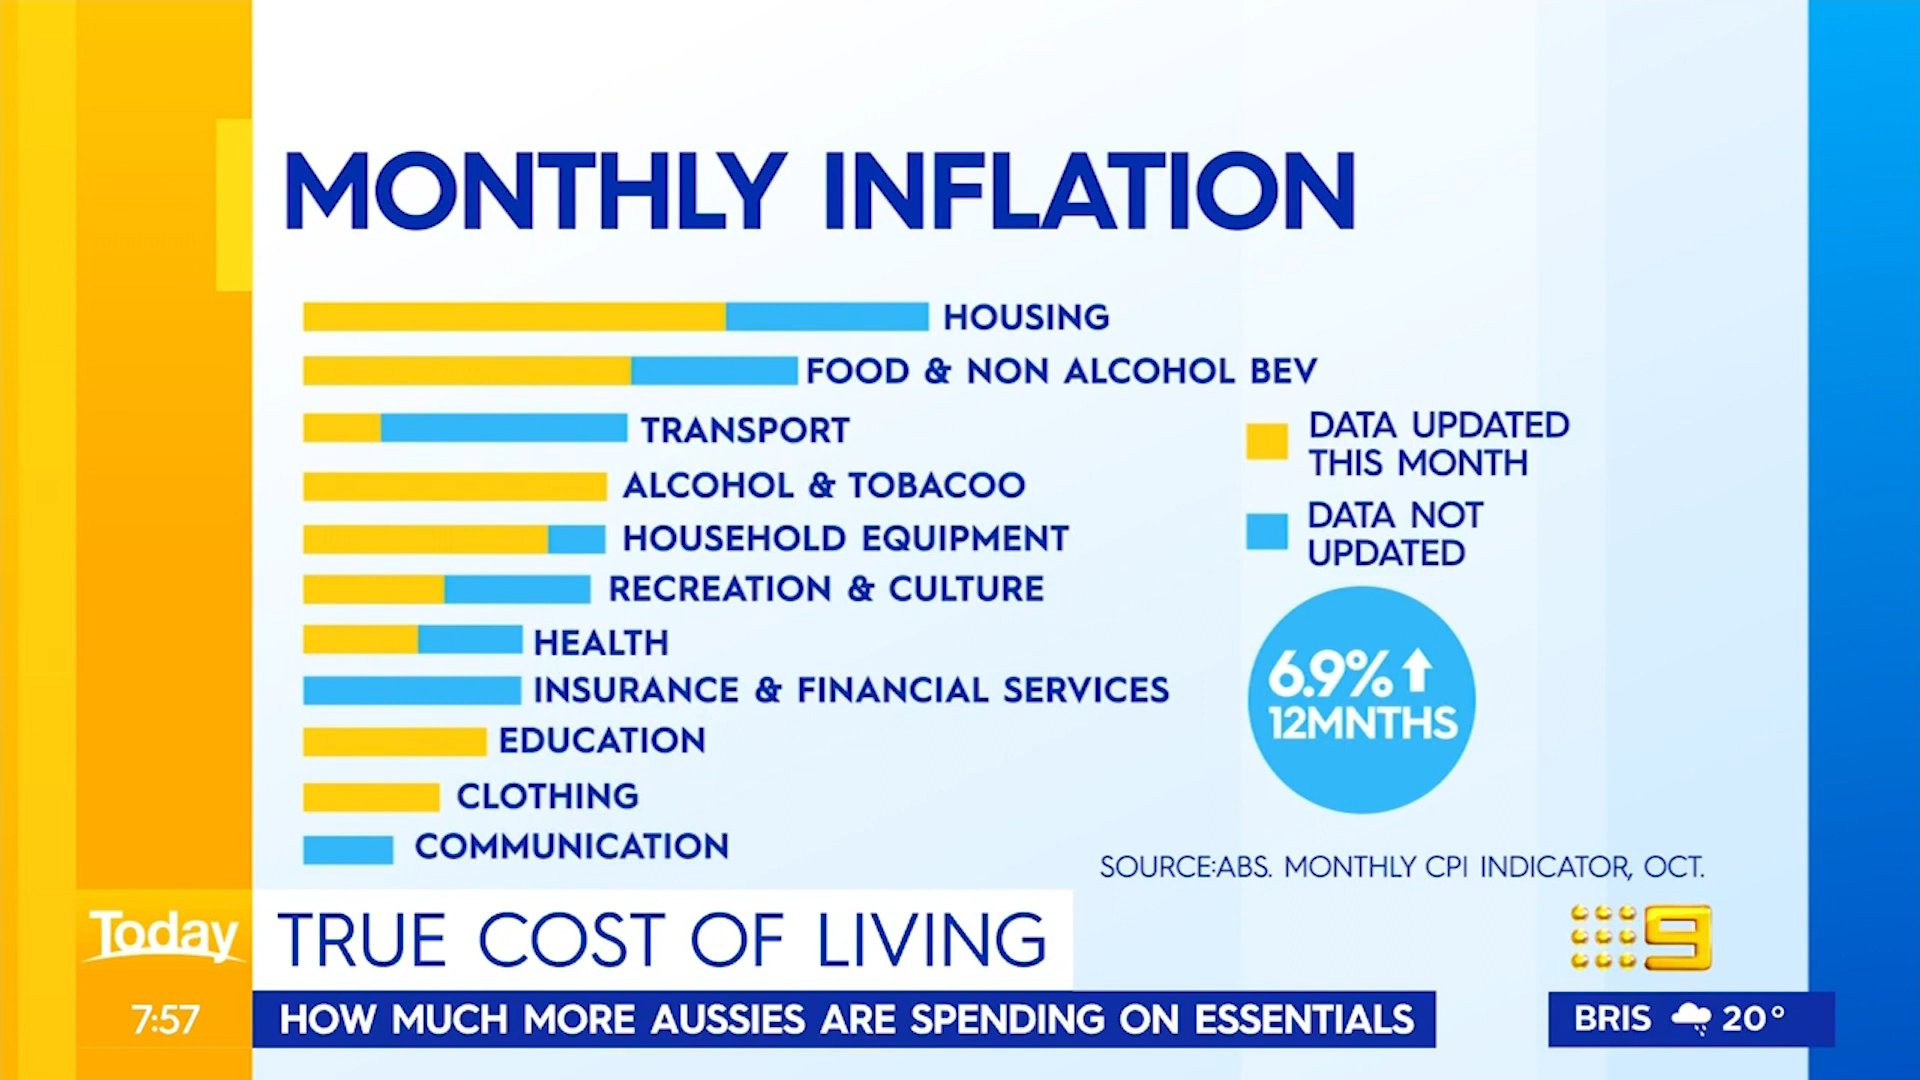 MONTHLY INFLATION
HOUSING
FOOD & NON ALCOHOL BEV
TRANSPORT
ALCOHOL & TOBACOO
HOUSEHOLD EQUIPMENT
RECREATION & CULTURE
HEALTH
INSURANCE & FINANCIAL SERVICES
EDUCATION
CLOTHING
COMMUNICATION
DATA UPDATED
THIS MONTH
DATA NOT
UPDATED
6.9%⬆
12MNTHS
SOURCE:ABS. MONTHLY CPI INDICATOR, OCT.
Today
TRUE COST OF LIVING
9
7:57
HOW MUCH MORE AUSSIES ARE SPENDING ON ESSENTIALS
BRIS 20°